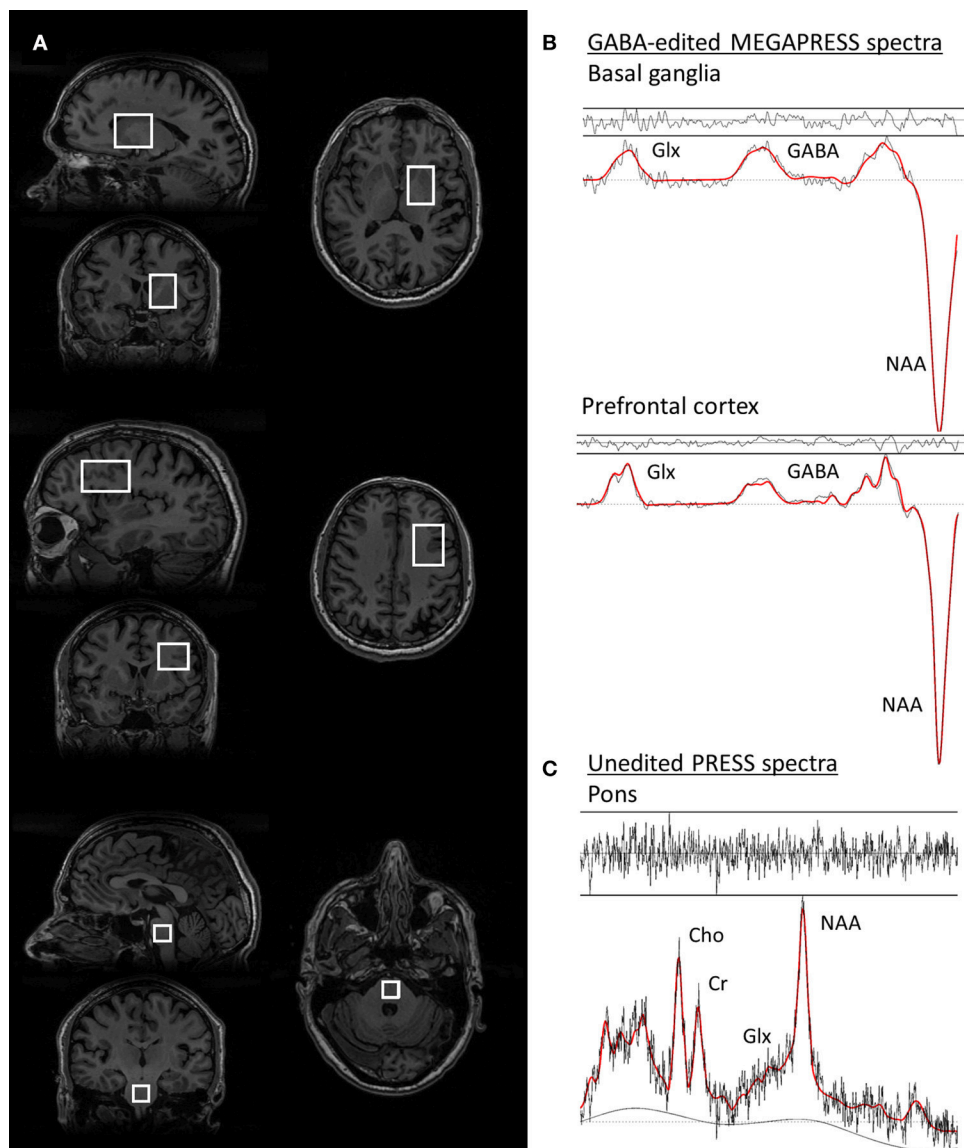 A
B
GABA-edited MEGAPRESS spectra
Basal ganglia
Glx
GABA
NAA
Prefrontal cortex
Glx
GABA
NAA
C
Unedited PRESS spectra
Pons
Cho
Cr
Glx
NAA